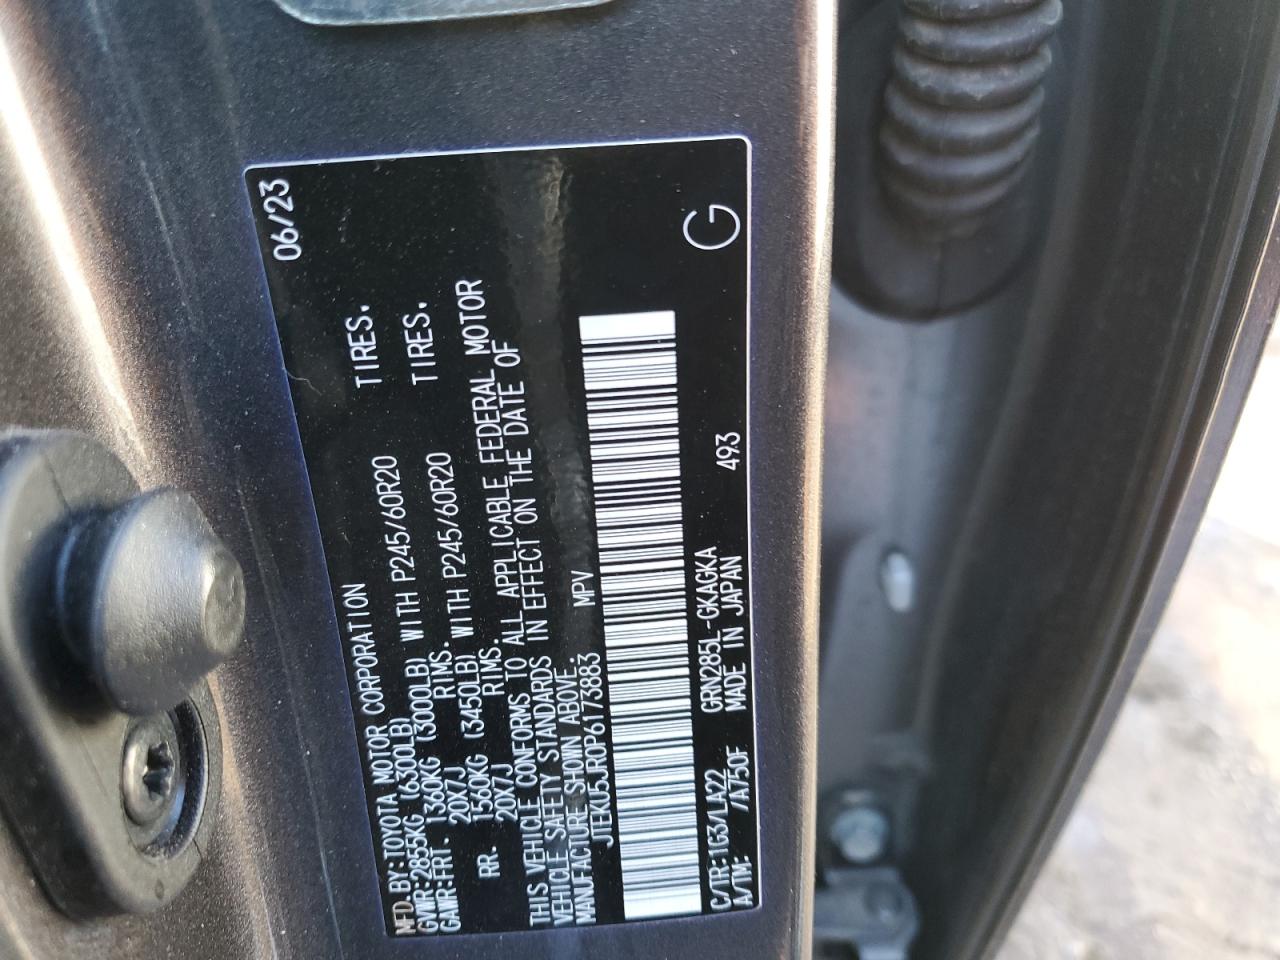 MFD BY:TOYOTA MOTOR CORPORATION 06/23
GVWR:2855KG (6300LB)
GAWR:FRT. 1360KG (3000LB) WITH P245/60R20 TIRES.
20X7J RIMS.
RR. 1560KG (3450LB) WITH P245/60R20 TIRES.
20X7J RIMS.
THIS VEHICLE CONFORMS TO ALL APPLICABLE FEDERAL MOTOR
VEHICLE SAFETY STANDARDS IN EFFECT ON THE DATE OF
MANUFACTURE SHOWN ABOVE.
JTEKU5JR0P6173883 MPV
C/TR:1G3/LA22 GRN285L-GKAGKA 493 G
A/TM: /A750F MADE IN JAPAN